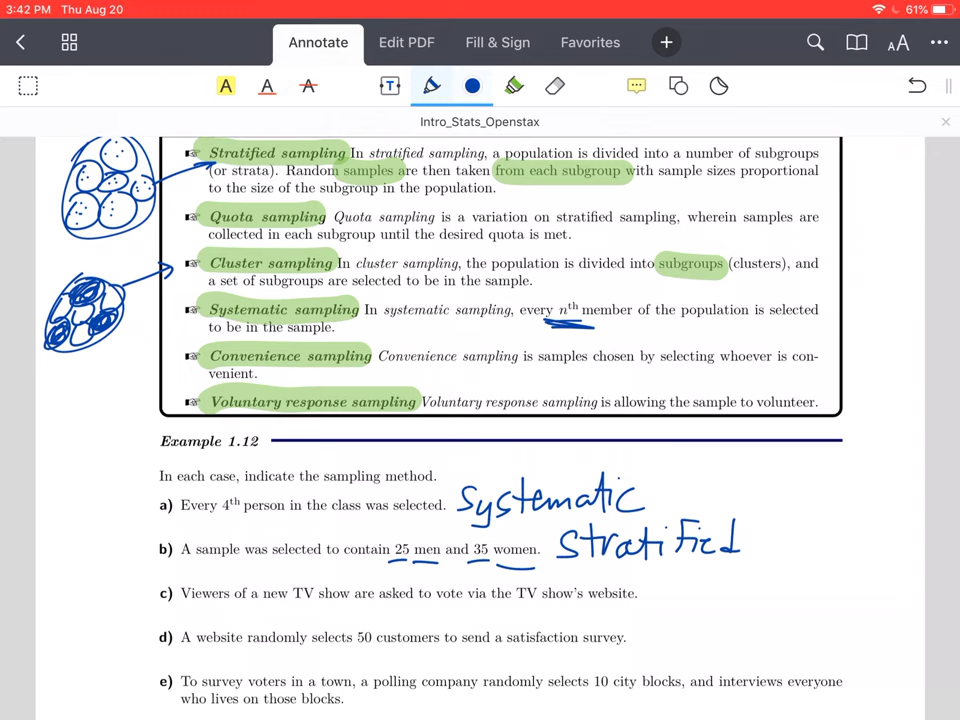 3:42 PM Thu Aug 20 61%
Annotate Edit PDF Fill & Sign Favorites
Intro_Stats_Openstax
Stratified sampling In stratified sampling, a population is divided into a number of subgroups
(or strata). Random samples are then taken from each subgroup with sample sizes proportional
to the size of the subgroup in the population.
Quota sampling Quota sampling is a variation on stratified sampling, wherein samples are
collected in each subgroup until the desired quota is met.
Cluster sampling In cluster sampling, the population is divided into subgroups (clusters), and
a set of subgroups are selected to be in the sample.
Systematic sampling In systematic sampling, every nth member of the population is selected
to be in the sample.
Convenience sampling Convenience sampling is samples chosen by selecting whoever is con-
venient.
Voluntary response sampling Voluntary response sampling is allowing the sample to volunteer.
Example 1.12
In each case, indicate the sampling method.
a) Every 4th person in the class was selected. Systematic
b) A sample was selected to contain 25 men and 35 women. Stratified
c) Viewers of a new TV show are asked to vote via the TV show's website.
d) A website randomly selects 50 customers to send a satisfaction survey.
e) To survey voters in a town, a polling company randomly selects 10 city blocks, and interviews everyone
who lives on those blocks.